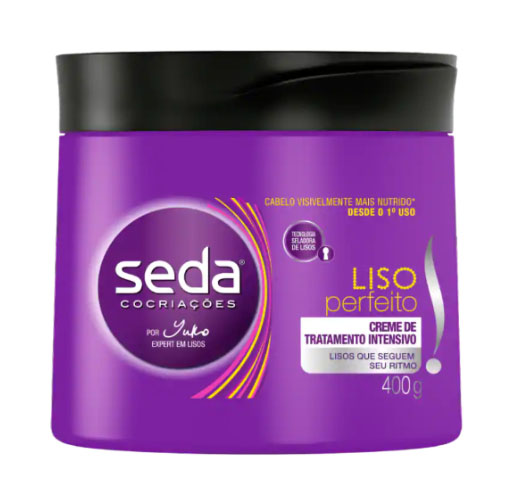 seda®
COCRIAÇÕES
POR Yuko
EXPERT EM LISOS
CABELO VISIVELMENTE MAIS NUTRIDO*
DESDE O 1º USO
TECNOLOGIA
SELADORA
DE LISOS
LISO
perfeito
CREME DE
TRATAMENTO INTENSIVO
LISOS QUE SEGUEM
SEU RITMO
400g